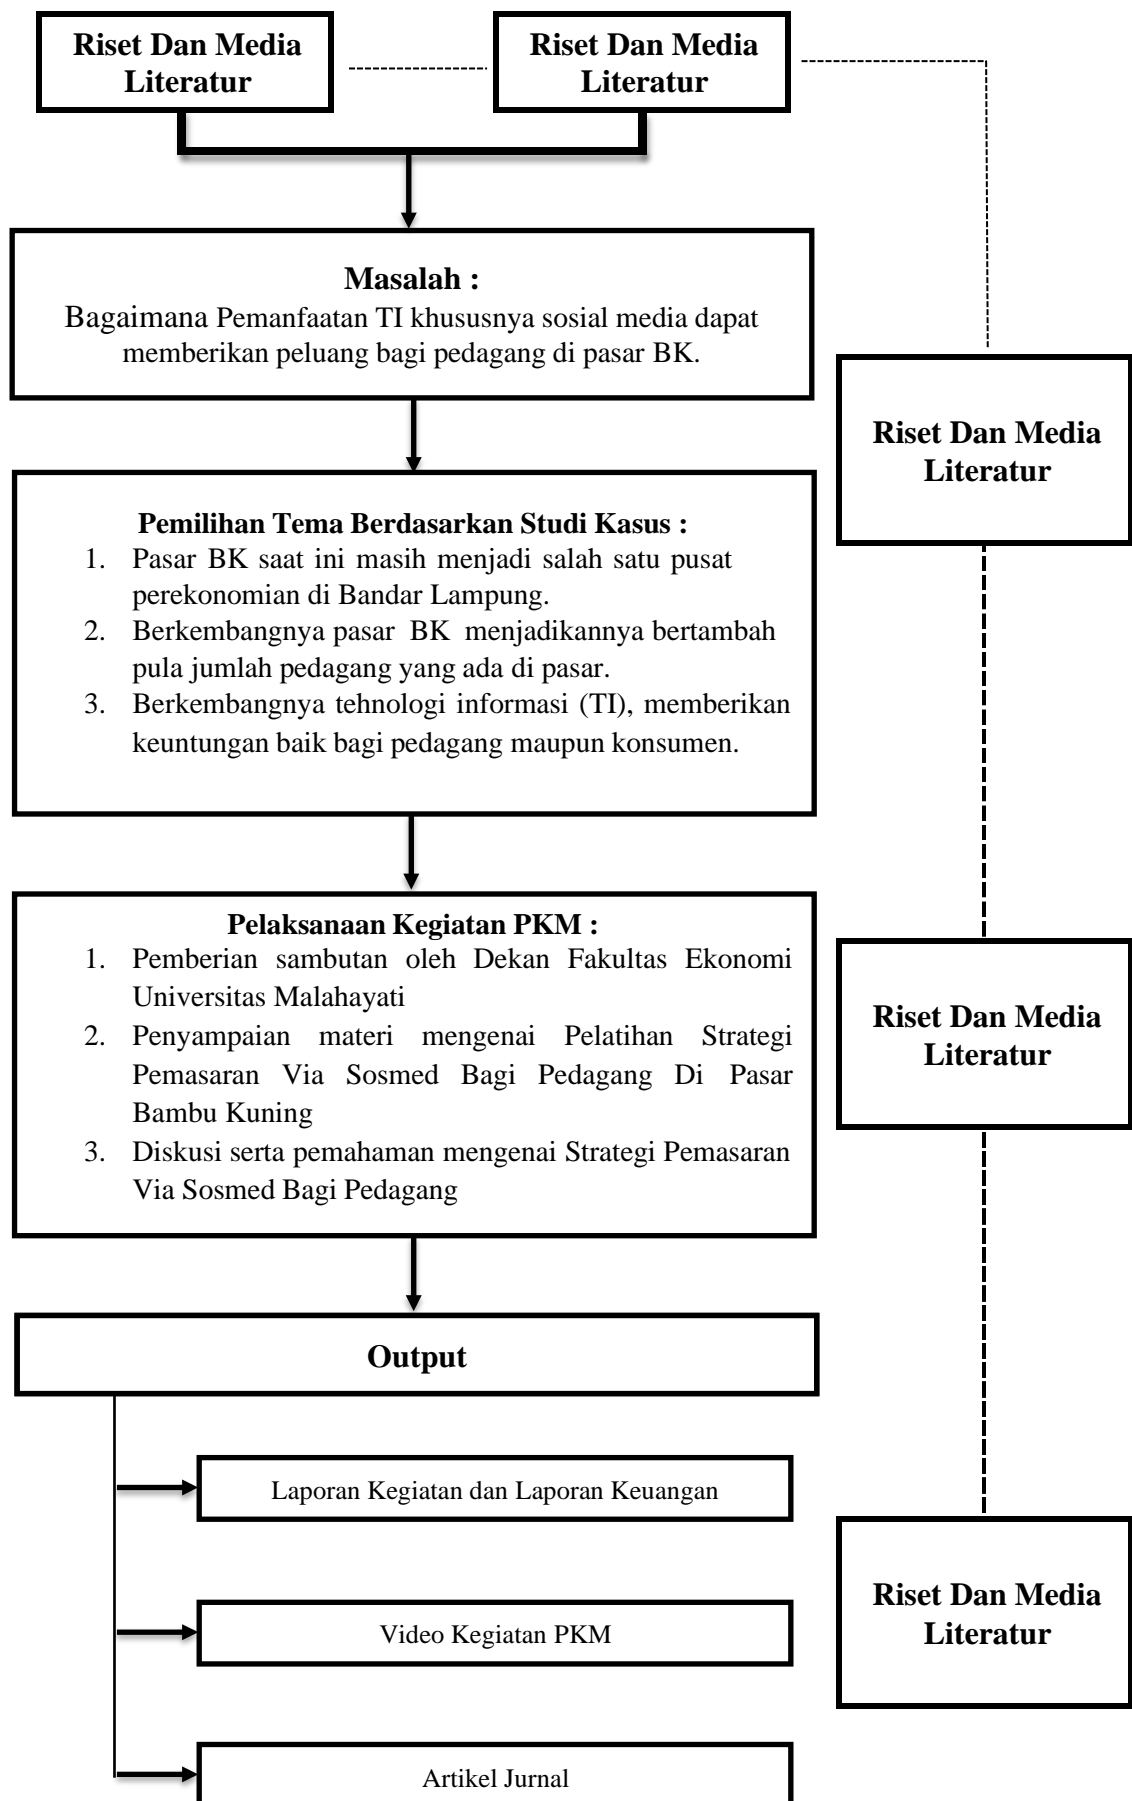 Riset Dan Media
Literatur
Riset Dan Media
Literatur
Masalah :
Bagaimana Pemanfaatan TI khususnya sosial media dapat
memberikan peluang bagi pedagang di pasar BK.
Riset Dan Media
Literatur
Pemilihan Tema Berdasarkan Studi Kasus :
1. Pasar BK saat ini masih menjadi salah satu pusat
perekonomian di Bandar Lampung.
2. Berkembangnya pasar BK menjadikannya bertambah
pula jumlah pedagang yang ada di pasar.
3. Berkembangnya tehnologi informasi (TI), memberikan
keuntungan baik bagi pedagang maupun konsumen.
Pelaksanaan Kegiatan PKM :
1. Pemberian sambutan oleh Dekan Fakultas Ekonomi
Universitas Malahayati
2. Penyampaian materi mengenai Pelatihan Strategi
Pemasaran Via Sosmed Bagi Pedagang Di Pasar
Bambu Kuning
3. Diskusi serta pemahaman mengenai Strategi Pemasaran
Via Sosmed Bagi Pedagang
Riset Dan Media
Literatur
Output
Laporan Kegiatan dan Laporan Keuangan
Video Kegiatan PKM
Artikel Jurnal
Riset Dan Media
Literatur